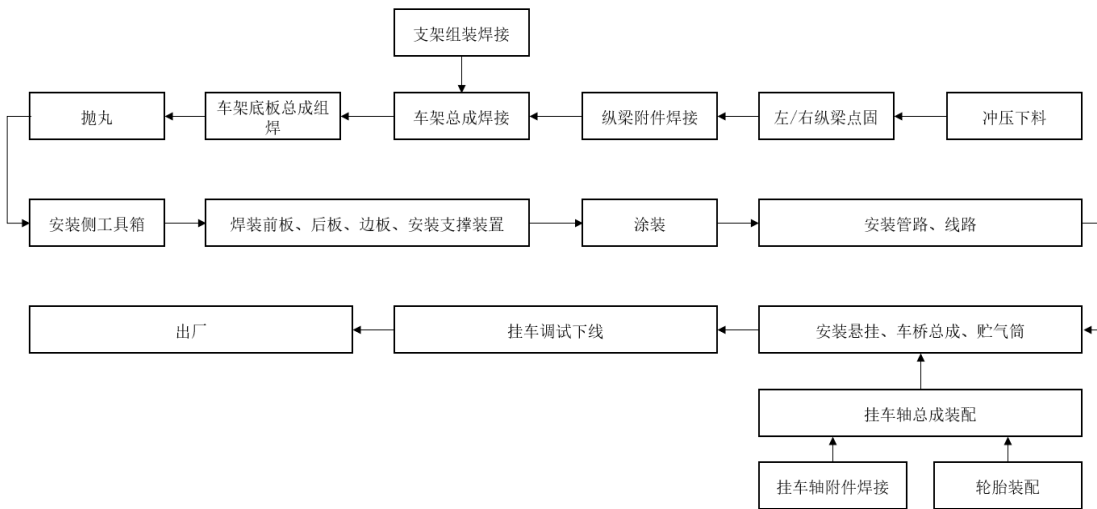 支架组装焊接
抛丸
车架底板总成组
焊
车架总成焊接
纵梁附件焊接
左/右纵梁点固
冲压下料
安装侧工具箱
焊装前板、后板、边板、安装支撑装置
涂装
安装管路、线路
出厂
挂车调试下线
安装悬挂、车桥总成、贮气筒
挂车轴总成装配
挂车轴附件焊接
轮胎装配